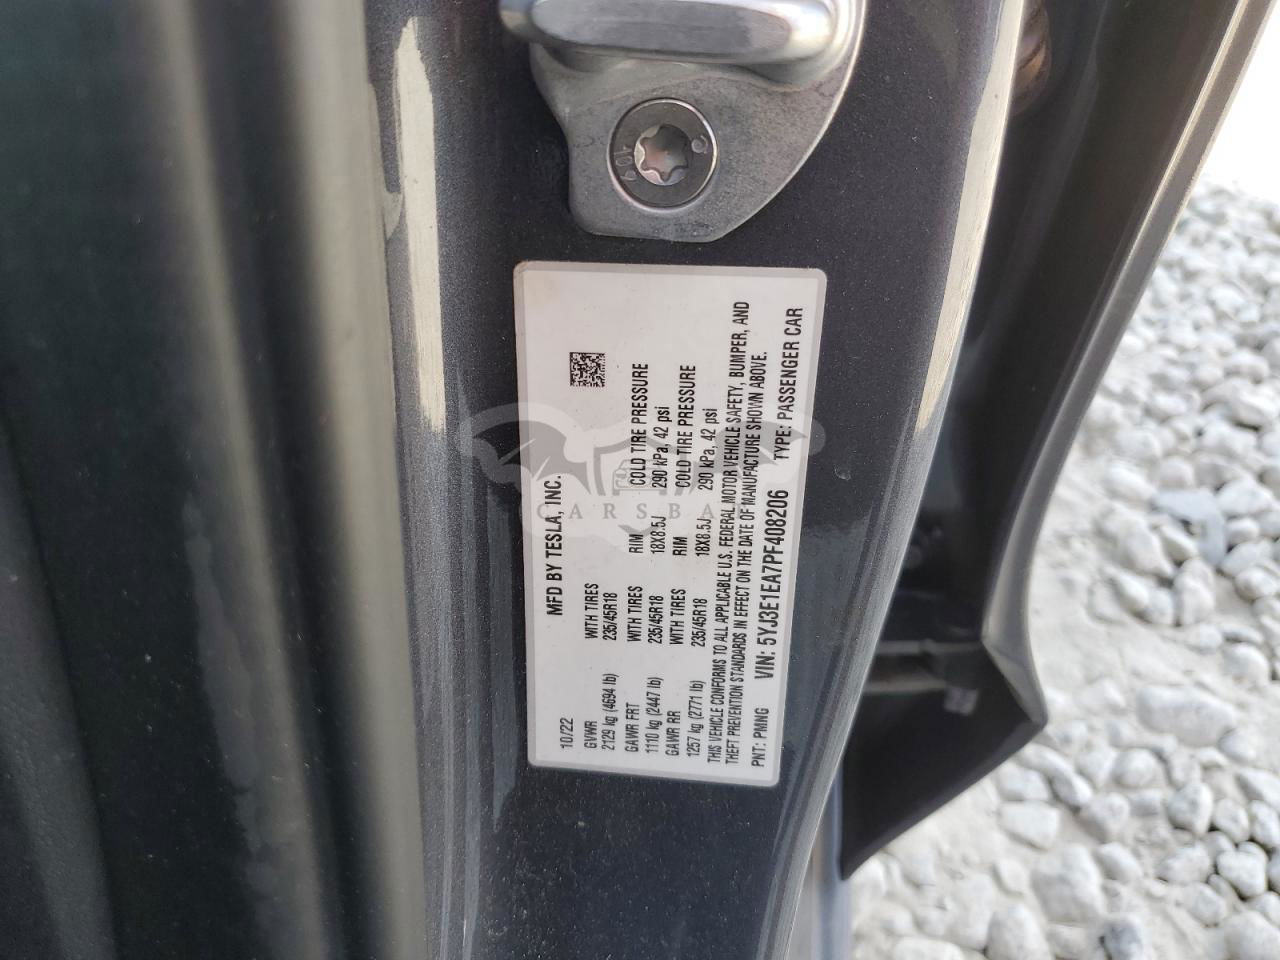 MFD BY TESLA, INC.
10/22
GVWR
2129 kg (4694 lb)
WITH TIRES
235/45R18
GAWR FRT
1110 kg (2447 lb)
WITH TIRES
235/45R18
RIM
18X8.5J
COLD TIRE PRESSURE
290 kPa, 42 psi
GAWR RR
1257 kg (2771 lb)
WITH TIRES
235/45R18
RIM
18X8.5J
COLD TIRE PRESSURE
290 kPa, 42 psi
THIS VEHICLE CONFORMS TO ALL APPLICABLE U.S. FEDERAL MOTOR VEHICLE SAFETY, BUMPER, AND
THEFT PREVENTION STANDARDS IN EFFECT ON THE DATE OF MANUFACTURE SHOWN ABOVE.
PNT: PMNG VIN: 5YJ3E1EA7PF408206 TYPE: PASSENGER CAR
10.9